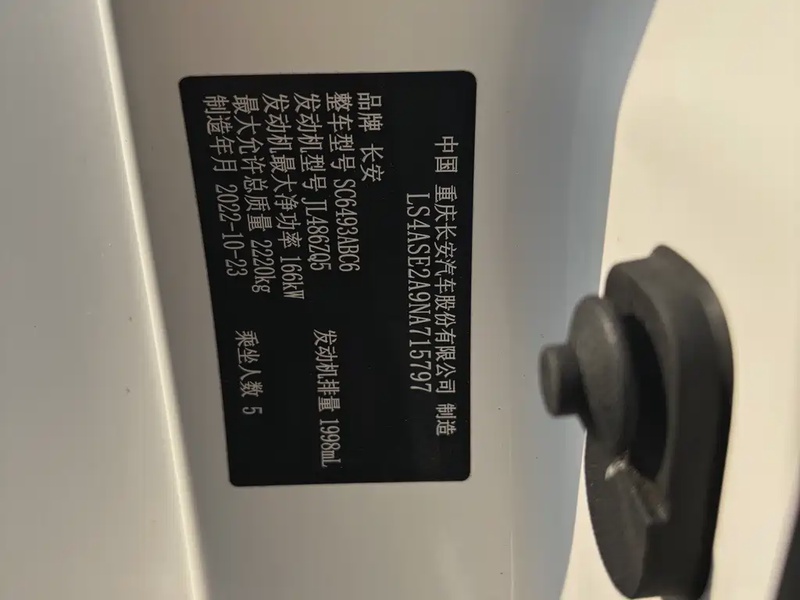 中国 重庆长安汽车股份有限公司 制造
LS4ASE2A9NA715797
品牌 长安
整车型号 SC6493ABC6
发动机型号 JL486ZQ5 发动机排量 1998mL
发动机最大净功率 166kW
最大允许总质量 2220kg 乘坐人数 5
制造年月 2022-10-23